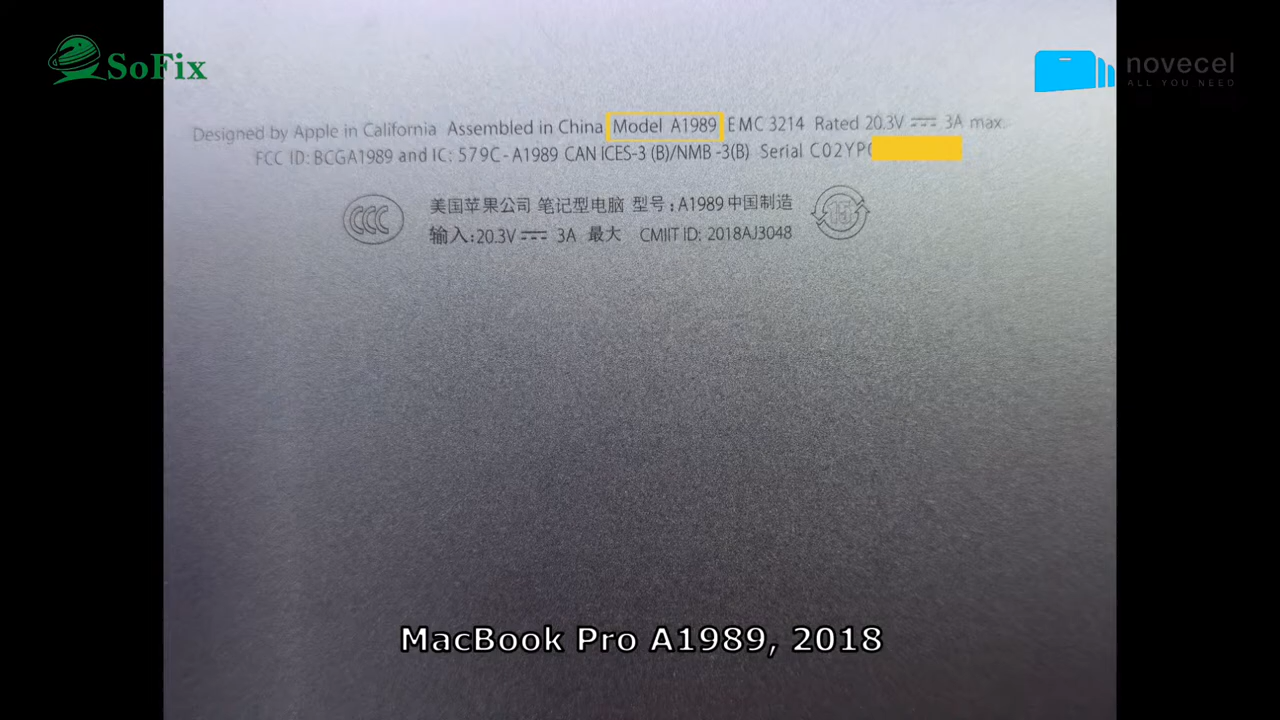 SoFix
novecel
ALL YOU NEED
Designed by Apple in California Assembled in China Model A1989 EMC 3214 Rated 20.3V ⎓ 3A max.
FCC ID: BCGA1989 and IC: 579C-A1989 CAN ICES-3 (B)/NMB-3(B) Serial C02YP
CCC
美国苹果公司 笔记型电脑 型号:A1989 中国制造
输入:20.3V ⎓ 3A 最大 CMIIT ID: 2018AJ3048
15
MacBook Pro A1989, 2018